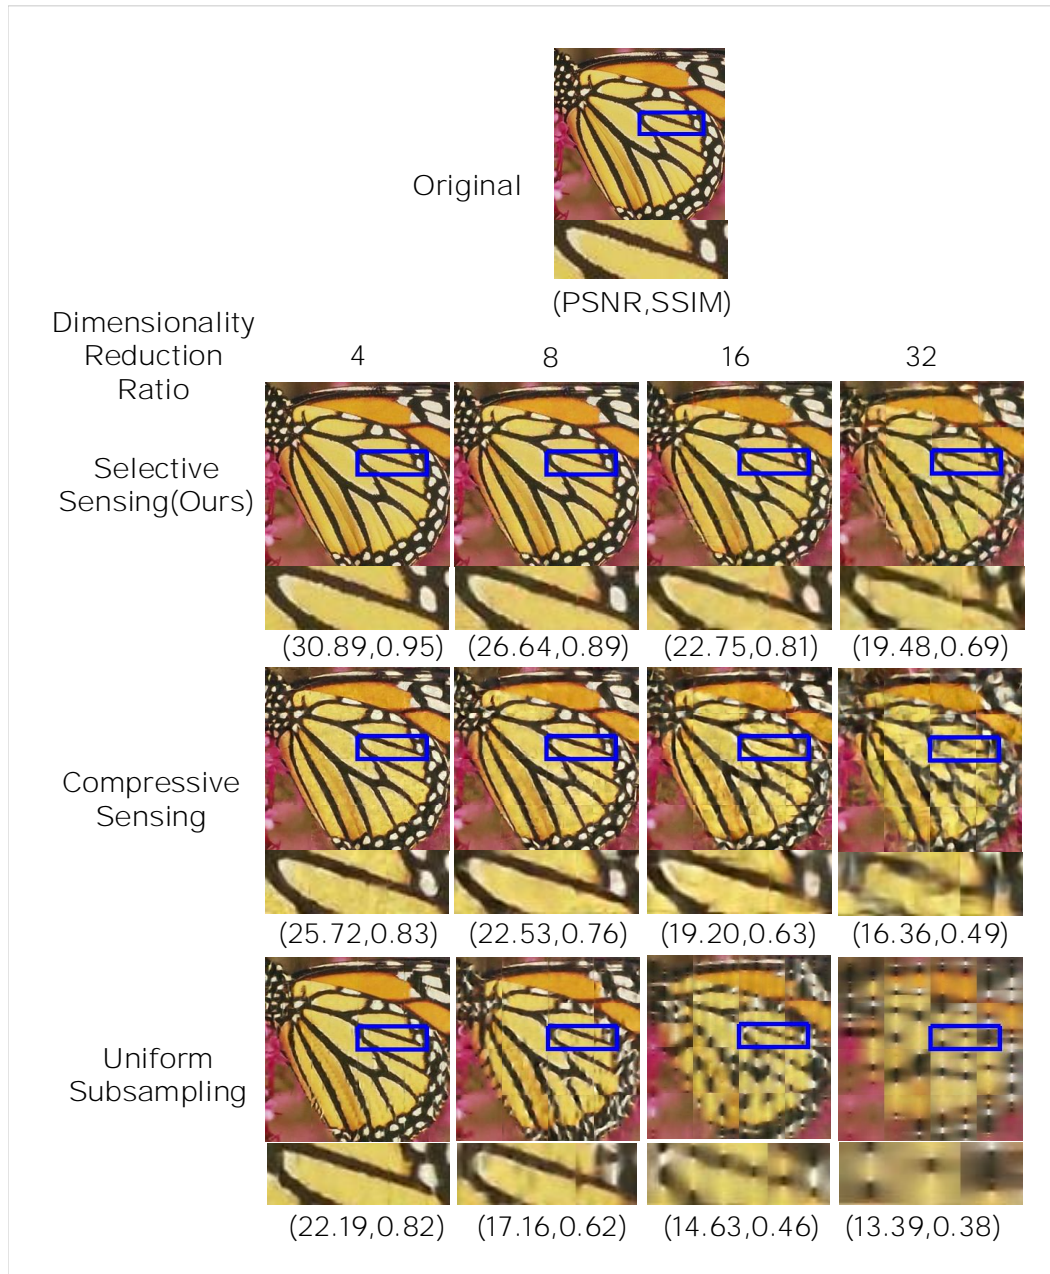 Original
(PSNR,SSIM)
Dimensionality
Reduction
Ratio
4 8 16 32
Selective
Sensing(Ours)
(30.89,0.95) (26.64,0.89) (22.75,0.81) (19.48,0.69)
Compressive
Sensing
(25.72,0.83) (22.53,0.76) (19.20,0.63) (16.36,0.49)
Uniform
Subsampling
(22.19,0.82) (17.16,0.62) (14.63,0.46) (13.39,0.38)